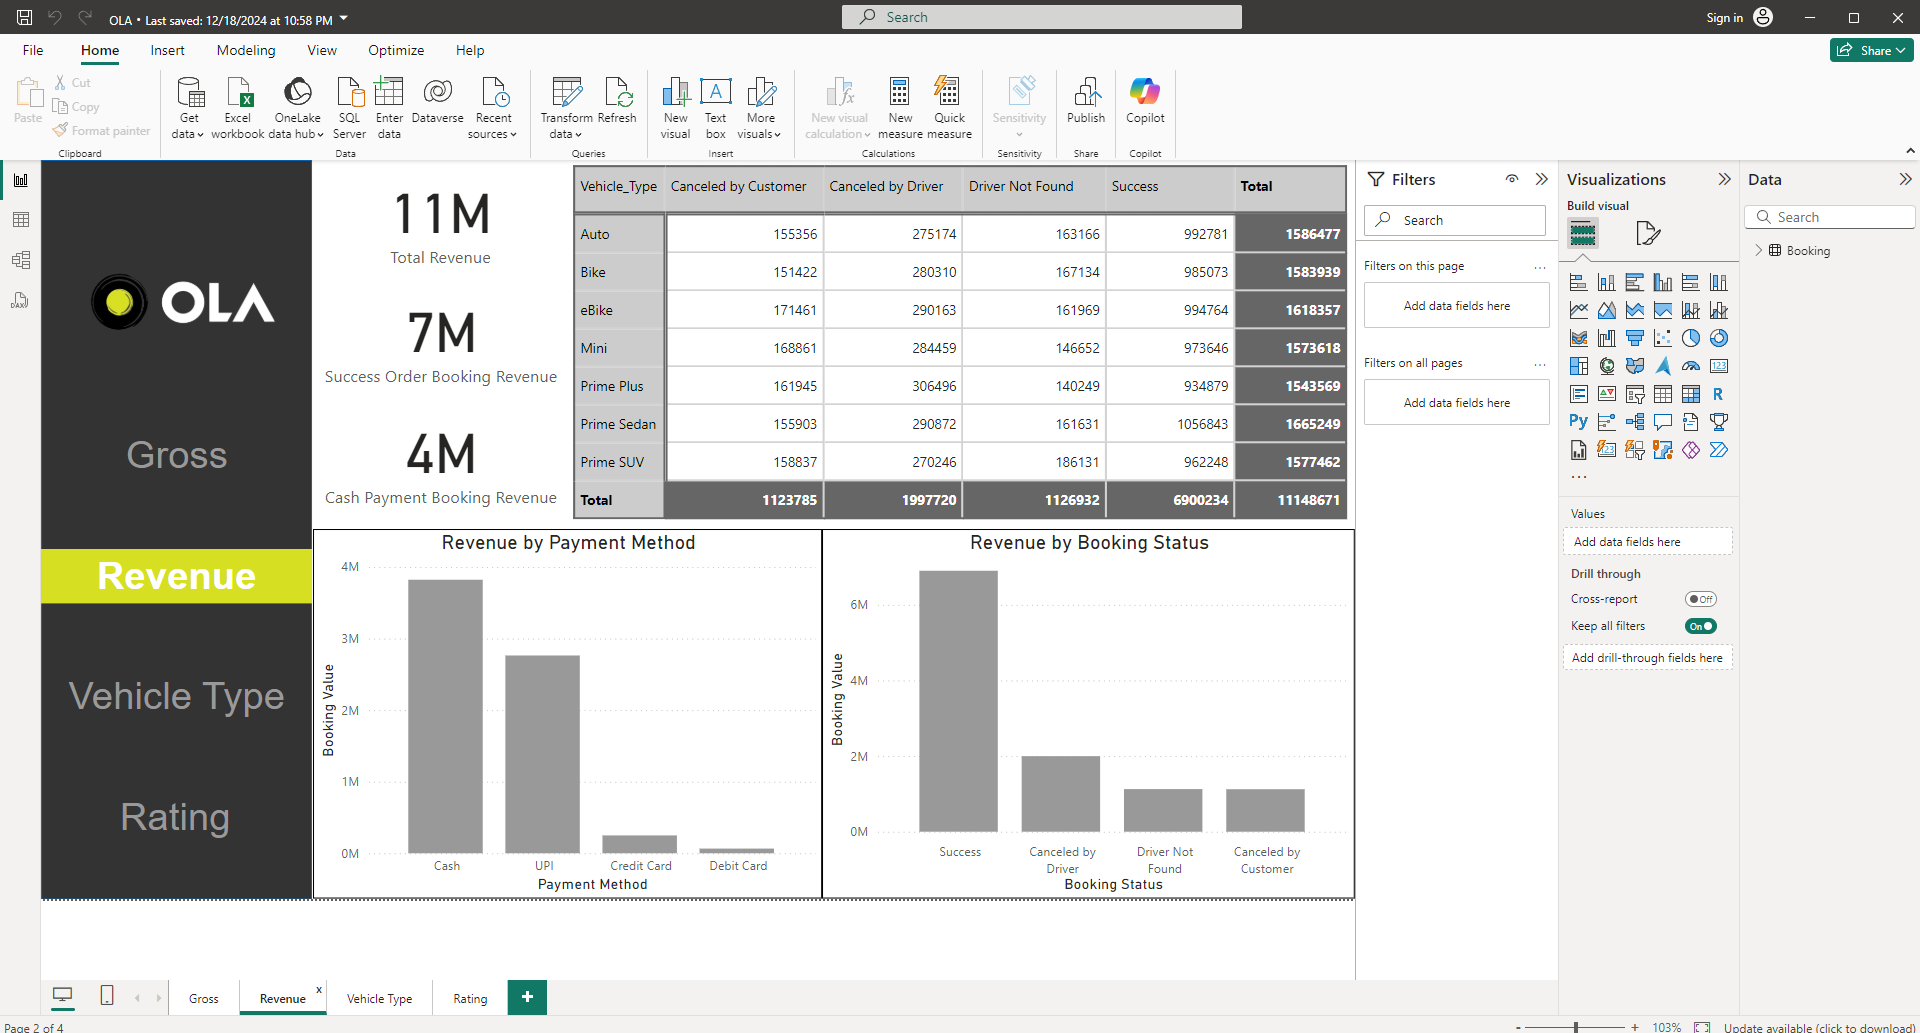 OLA • Last saved: 12/18/2024 at 10:58 PM
Search
Sign in
File Home Insert Modeling View Optimize Help
Share
Paste
Cut
Copy
Format painter
Clipboard
Get data
Excel workbook
OneLake data hub
SQL Server
Enter data
Dataverse
Recent sources
Data
Transform data
Refresh
Queries
New visual
Text box
More visuals
Insert
New visual calculation
New measure
Quick measure
Calculations
Sensitivity
Sensitivity
Publish
Share
Copilot
Copilot
OLA
Gross
Revenue
Vehicle Type
Rating
11M
Total Revenue
7M
Success Order Booking Revenue
4M
Cash Payment Booking Revenue
Vehicle_Type Canceled by Customer Canceled by Driver Driver Not Found Success Total
Auto 155356 275174 163166 992781 1586477
Bike 151422 280310 167134 985073 1583939
eBike 171461 290163 161969 994764 1618357
Mini 168861 284459 146652 973646 1573618
Prime Plus 161945 306496 140249 934879 1543569
Prime Sedan 155903 290872 161631 1056843 1665249
Prime SUV 158837 270246 186131 962248 1577462
Total 1123785 1997720 1126932 6900234 11148671
Revenue by Payment Method
Booking Value
4M
3M
2M
1M
0M
Cash UPI Credit Card Debit Card
Payment Method
Revenue by Booking Status
Booking Value
6M
4M
2M
0M
Success Canceled by Driver Driver Not Found Canceled by Customer
Booking Status
Filters
Search
Filters on this page
...
Add data fields here
Filters on all pages
...
Add data fields here
Visualizations
Build visual
123
R
Py
123
...
Values
Add data fields here
Drill through
Cross-report Off
Keep all filters On
Add drill-through fields here
Data
Search
Booking
DAX
Gross Revenue x Vehicle Type Rating +
Page 2 of 4
- + 103% Update available (click to download)